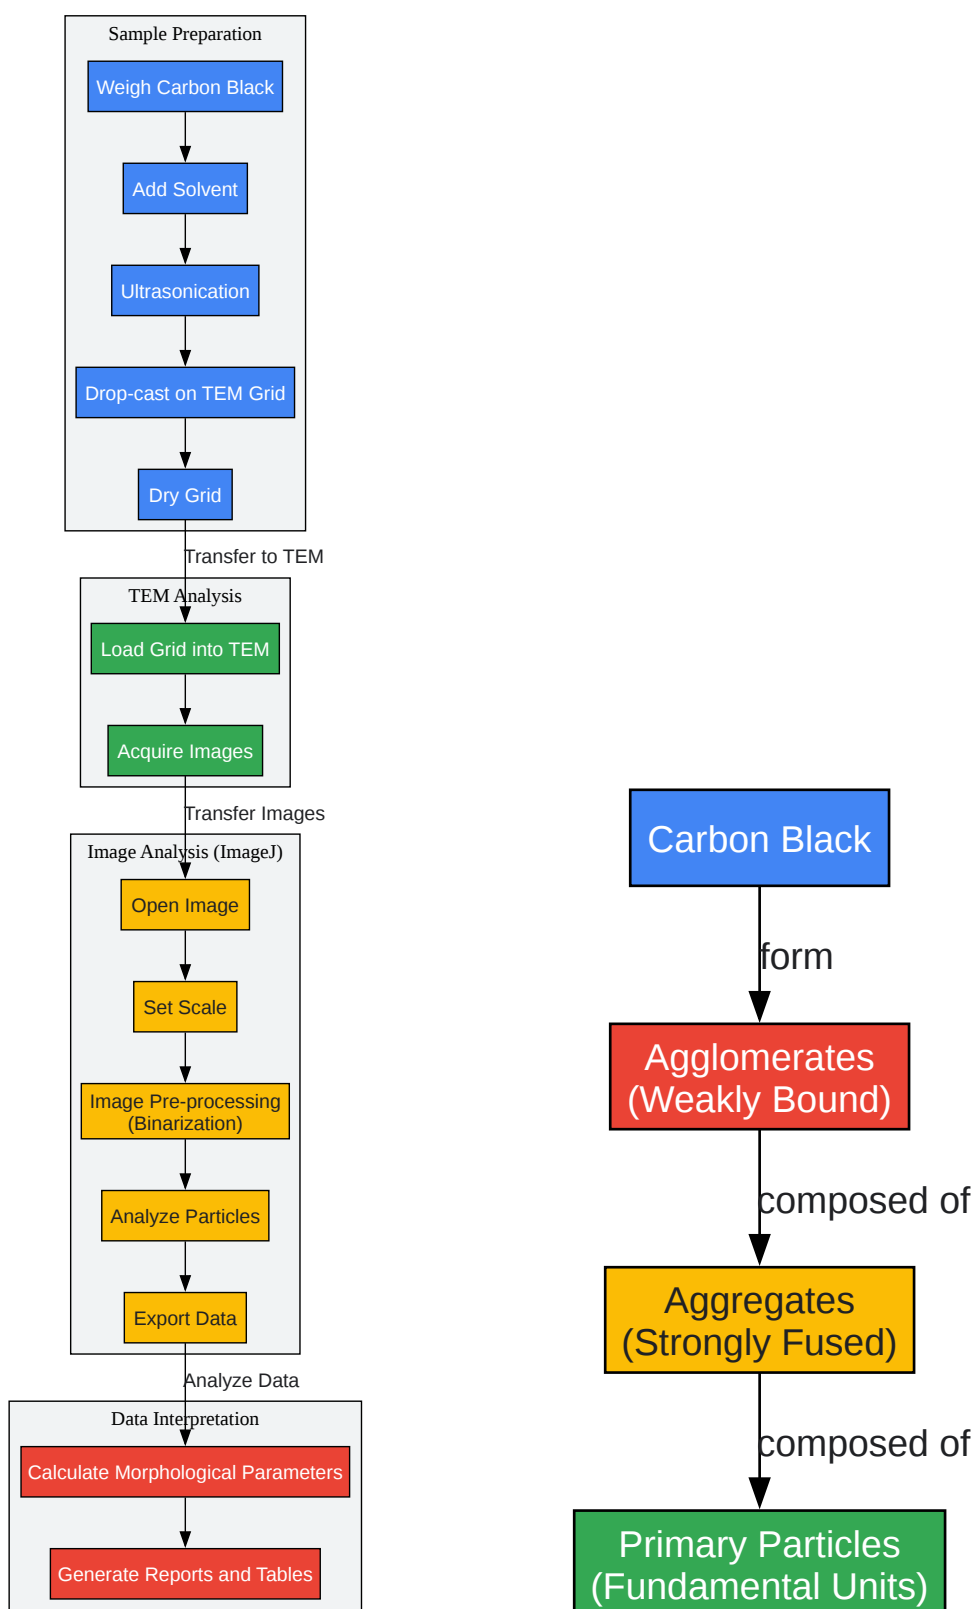 Sample Preparation
Weigh Carbon Black
Add Solvent
Ultrasonication
Drop-cast on TEM Grid
Dry Grid
Transfer to TEM
TEM Analysis
Load Grid into TEM
Acquire Images
Transfer Images
Image Analysis (ImageJ)
Open Image
Set Scale
Image Pre-processing
(Binarization)
Analyze Particles
Export Data
Analyze Data
Data Interpretation
Calculate Morphological Parameters
Generate Reports and Tables
Carbon Black
form
Agglomerates
(Weakly Bound)
composed of
Aggregates
(Strongly Fused)
composed of
Primary Particles
(Fundamental Units)